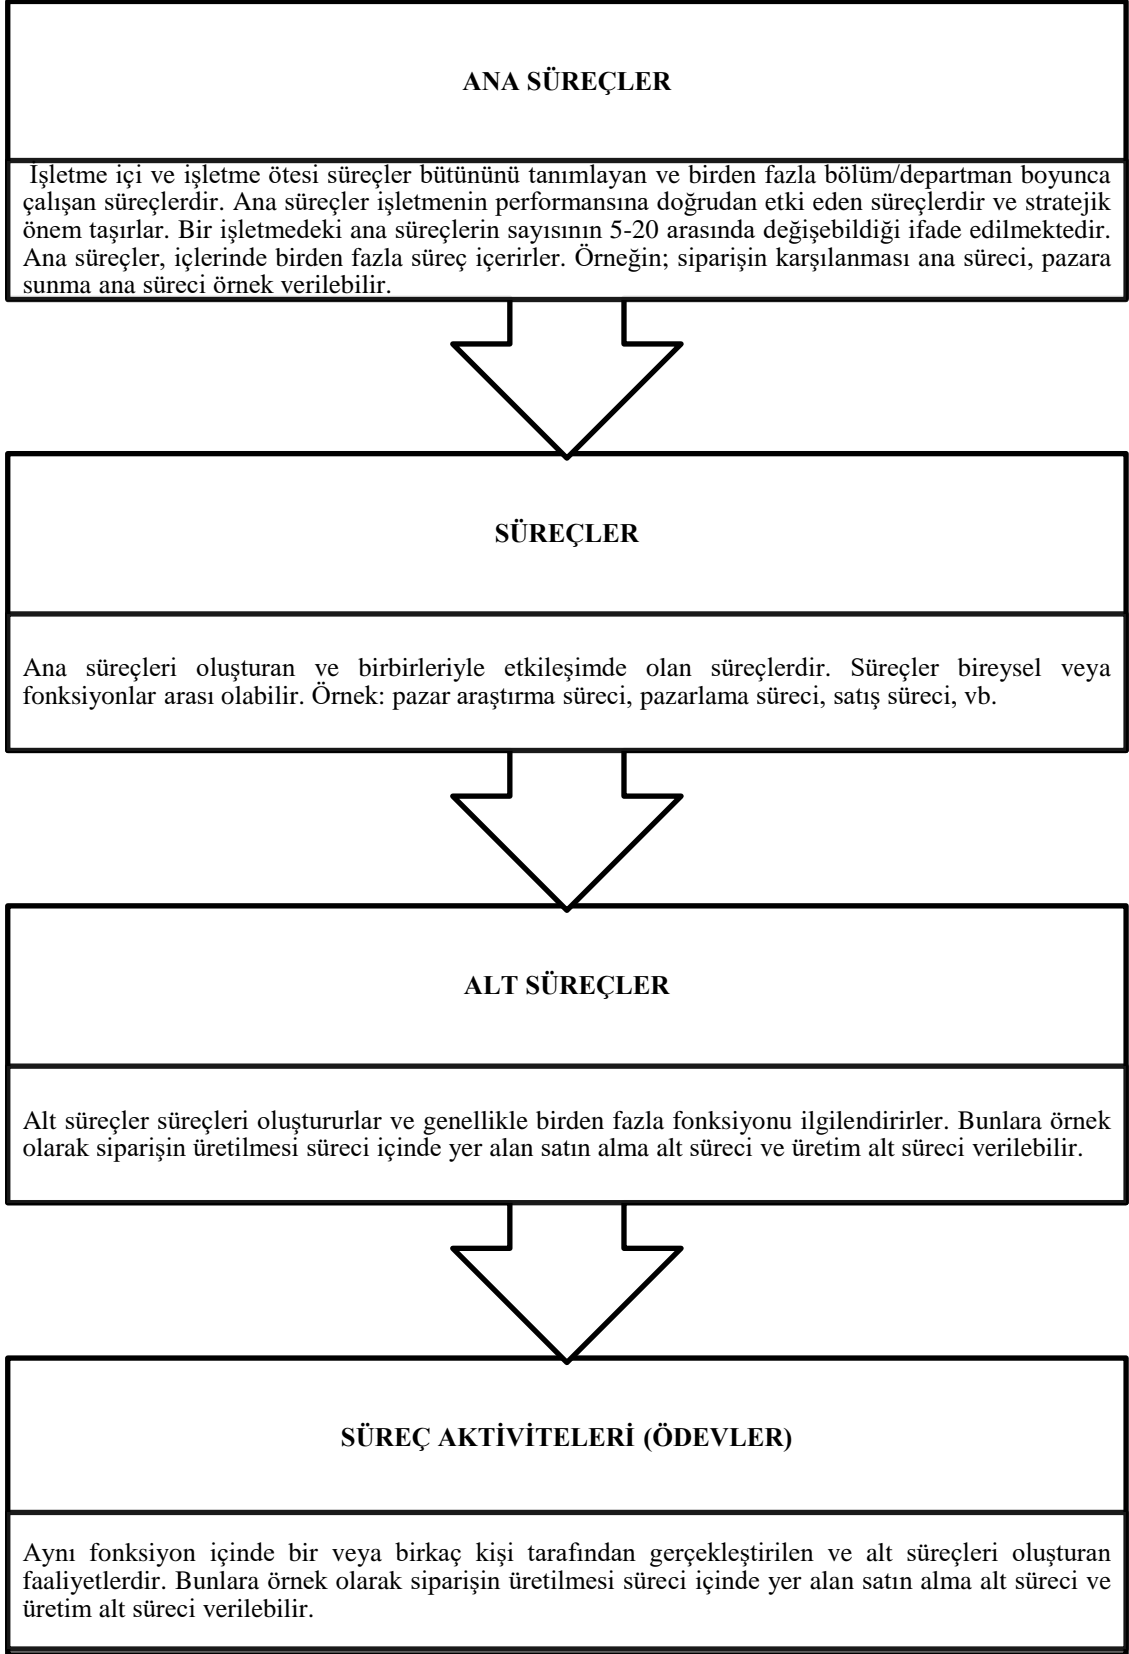 ANA SÜREÇLER
İşletme içi ve işletme ötesi süreçler bütününü tanımlayan ve birden fazla bölüm/departman boyunca
çalışan süreçlerdir. Ana süreçler işletmenin performansına doğrudan etki eden süreçlerdir ve stratejik
önem taşırlar. Bir işletmedeki ana süreçlerin sayısının 5-20 arasında değişebildiği ifade edilmektedir.
Ana süreçler, içlerinde birden fazla süreç içerirler. Örneğin; siparişin karşılanması ana süreci, pazara
sunma ana süreci örnek verilebilir.
SÜREÇLER
Ana süreçleri oluşturan ve birbirleriyle etkileşimde olan süreçlerdir. Süreçler bireysel veya
fonksiyonlar arası olabilir. Örnek: pazar araştırma süreci, pazarlama süreci, satış süreci, vb.
ALT SÜREÇLER
Alt süreçler süreçleri oluştururlar ve genellikle birden fazla fonksiyonu ilgilendirirler. Bunlara örnek
olarak siparişin üretilmesi süreci içinde yer alan satın alma alt süreci ve üretim alt süreci verilebilir.
SÜREÇ AKTİVİTELERİ (ÖDEVLER)
Aynı fonksiyon içinde bir veya birkaç kişi tarafından gerçekleştirilen ve alt süreçleri oluşturan
faaliyetlerdir. Bunlara örnek olarak siparişin üretilmesi süreci içinde yer alan satın alma alt süreci ve
üretim alt süreci verilebilir.